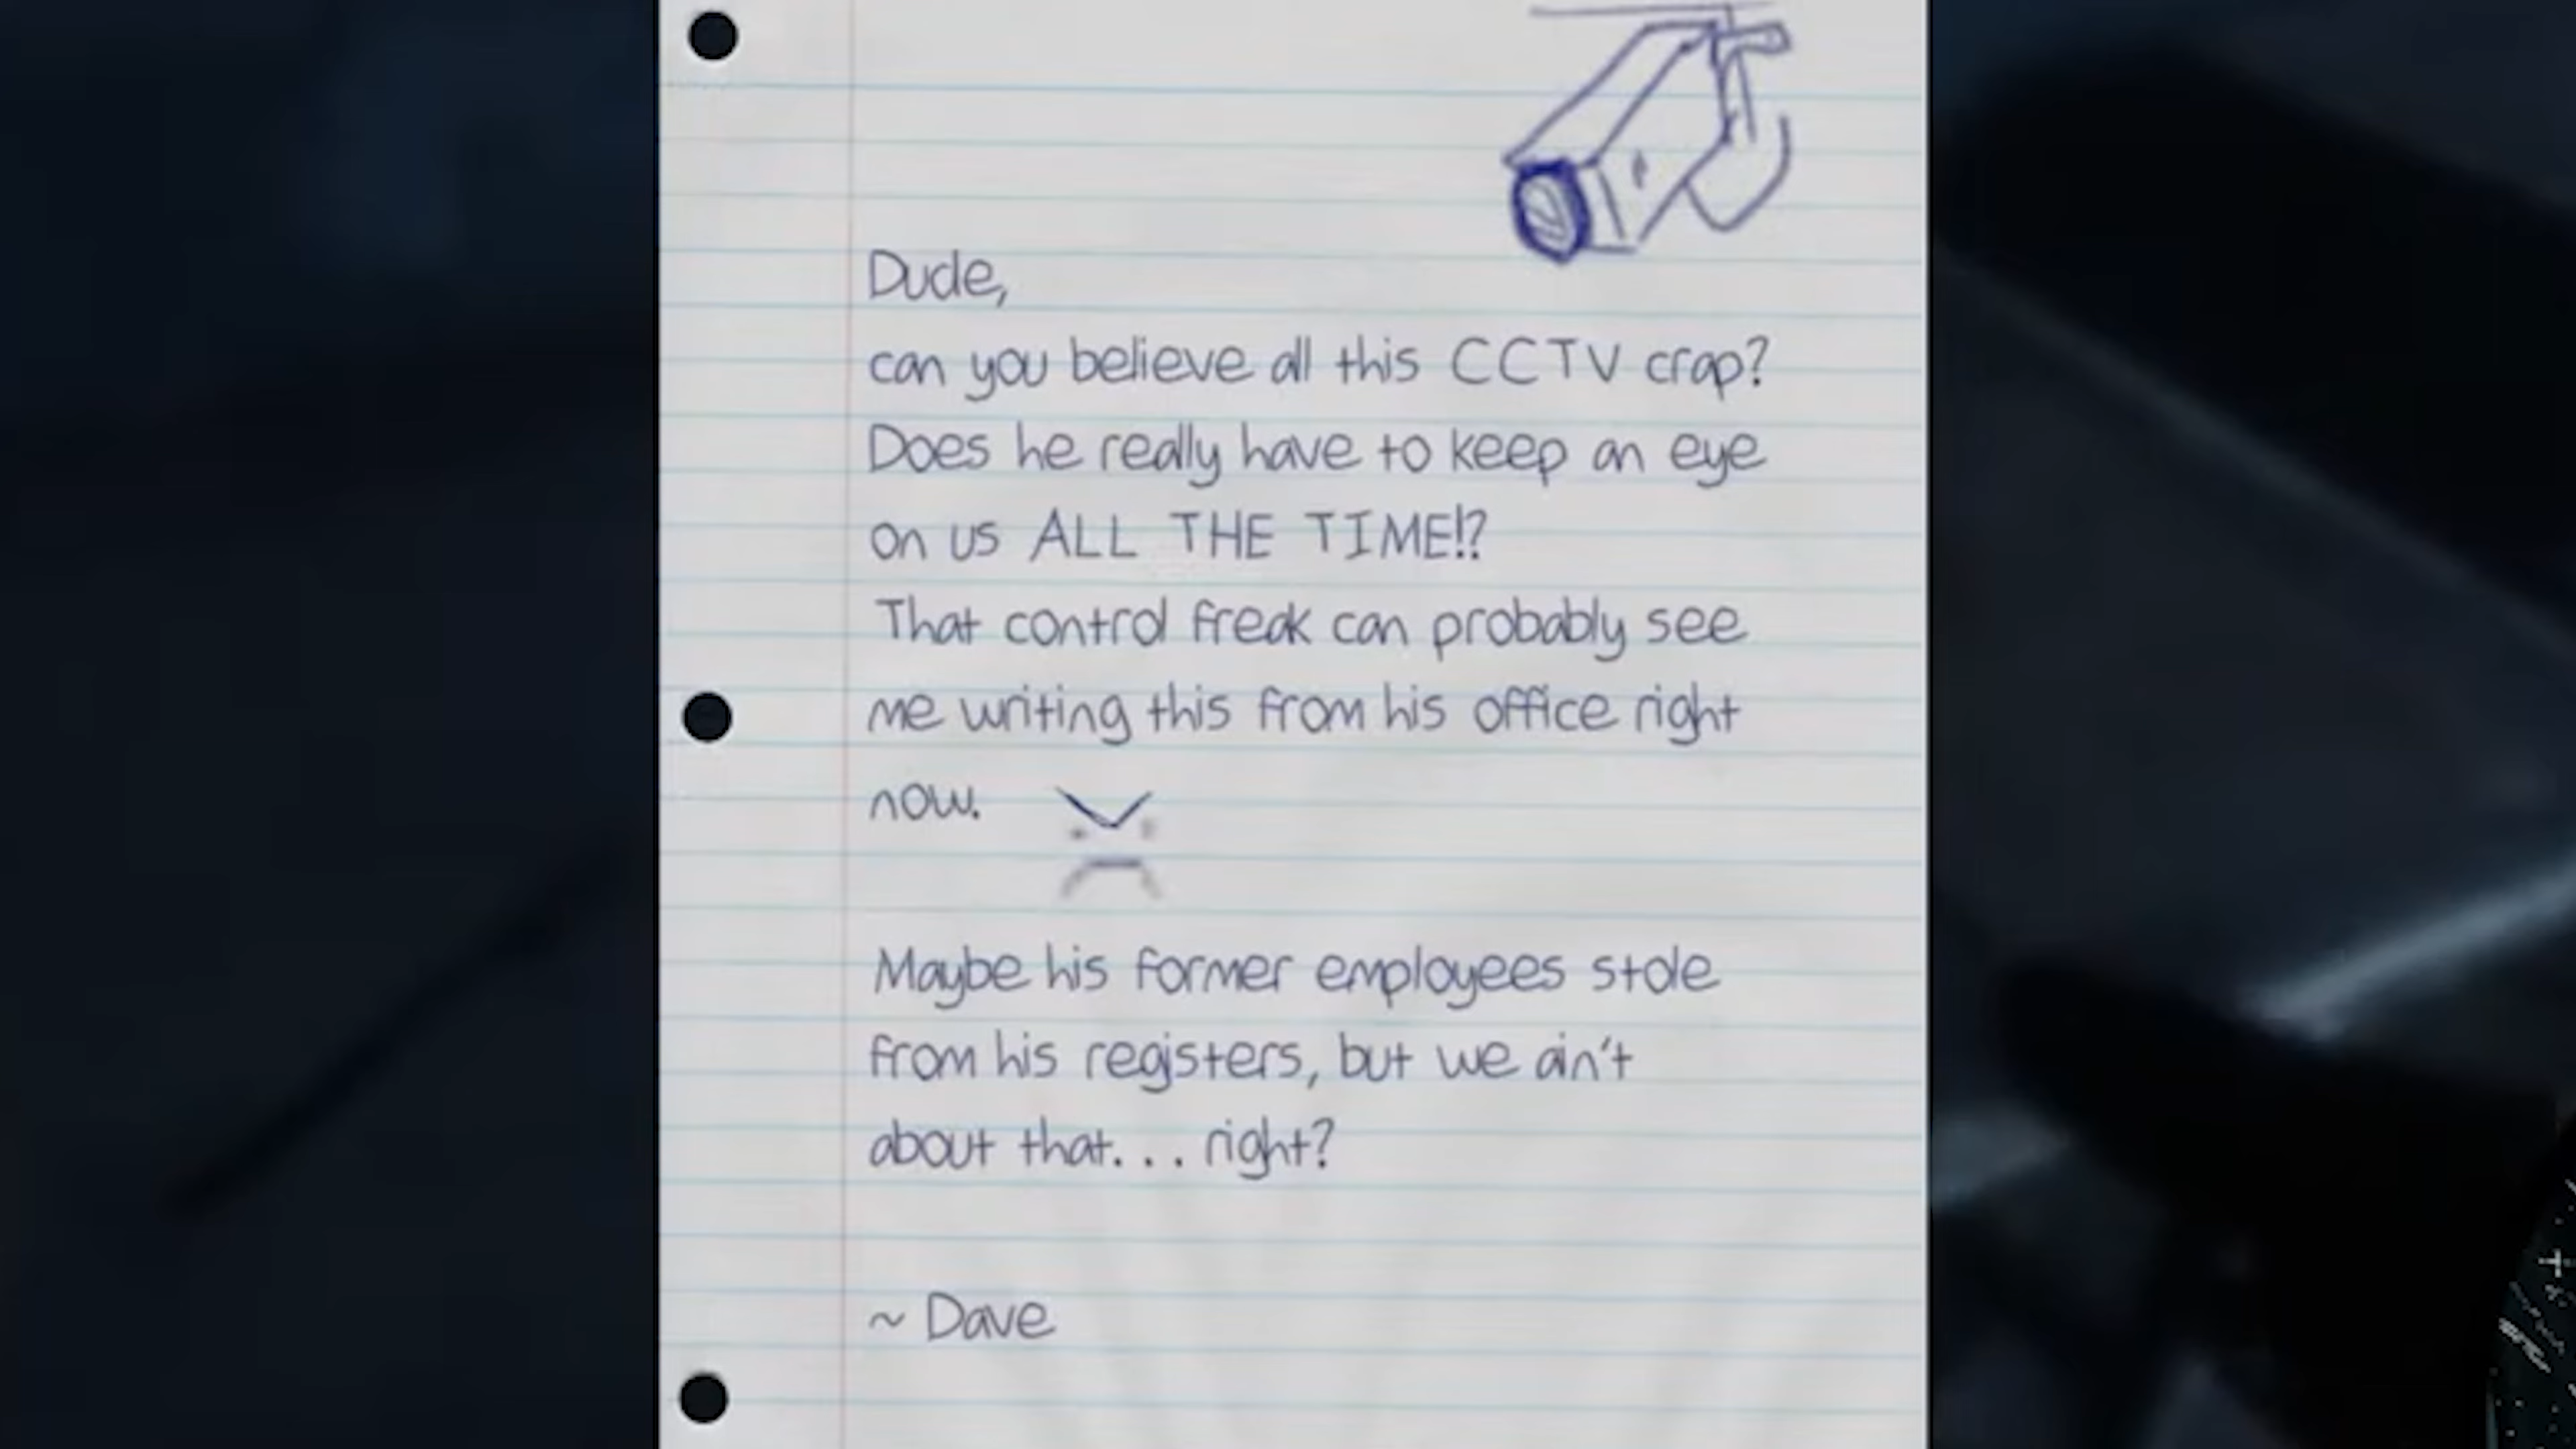 Dude,
can you believe all this CCTV crap?
Does he really have to keep an eye
on us ALL THE TIME!?
That control freak can probably see
me writing this from his office right
now.
Maybe his former employees stole
from his registers, but we ain't
about that... right?
~ Dave